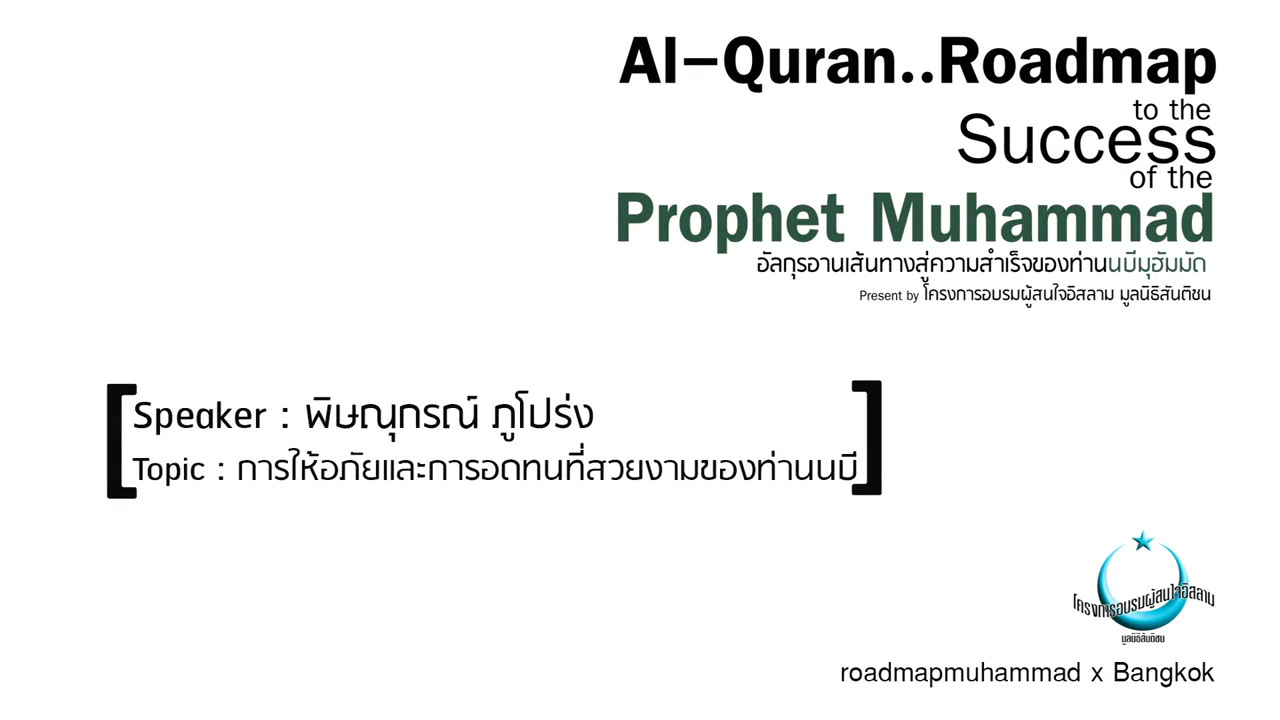 Al-Quran..Roadmap
to the
Success
of the
Prophet Muhammad
อัลกุรอานเส้นทางสู่ความสำเร็จของท่านนบีมุฮัมมัด
Present by โครงการอบรมผู้สนใจอิสลาม มูลนิธิสันติชน
Speaker : พิษณุกรณ์ ภูโปร่ง
Topic : การให้อภัยและการอดทนที่สวยงามของท่านนบี
โครงการอบรมผู้สนใจอิสลาม
มูลนิธิสันติชน
roadmapmuhammad x Bangkok